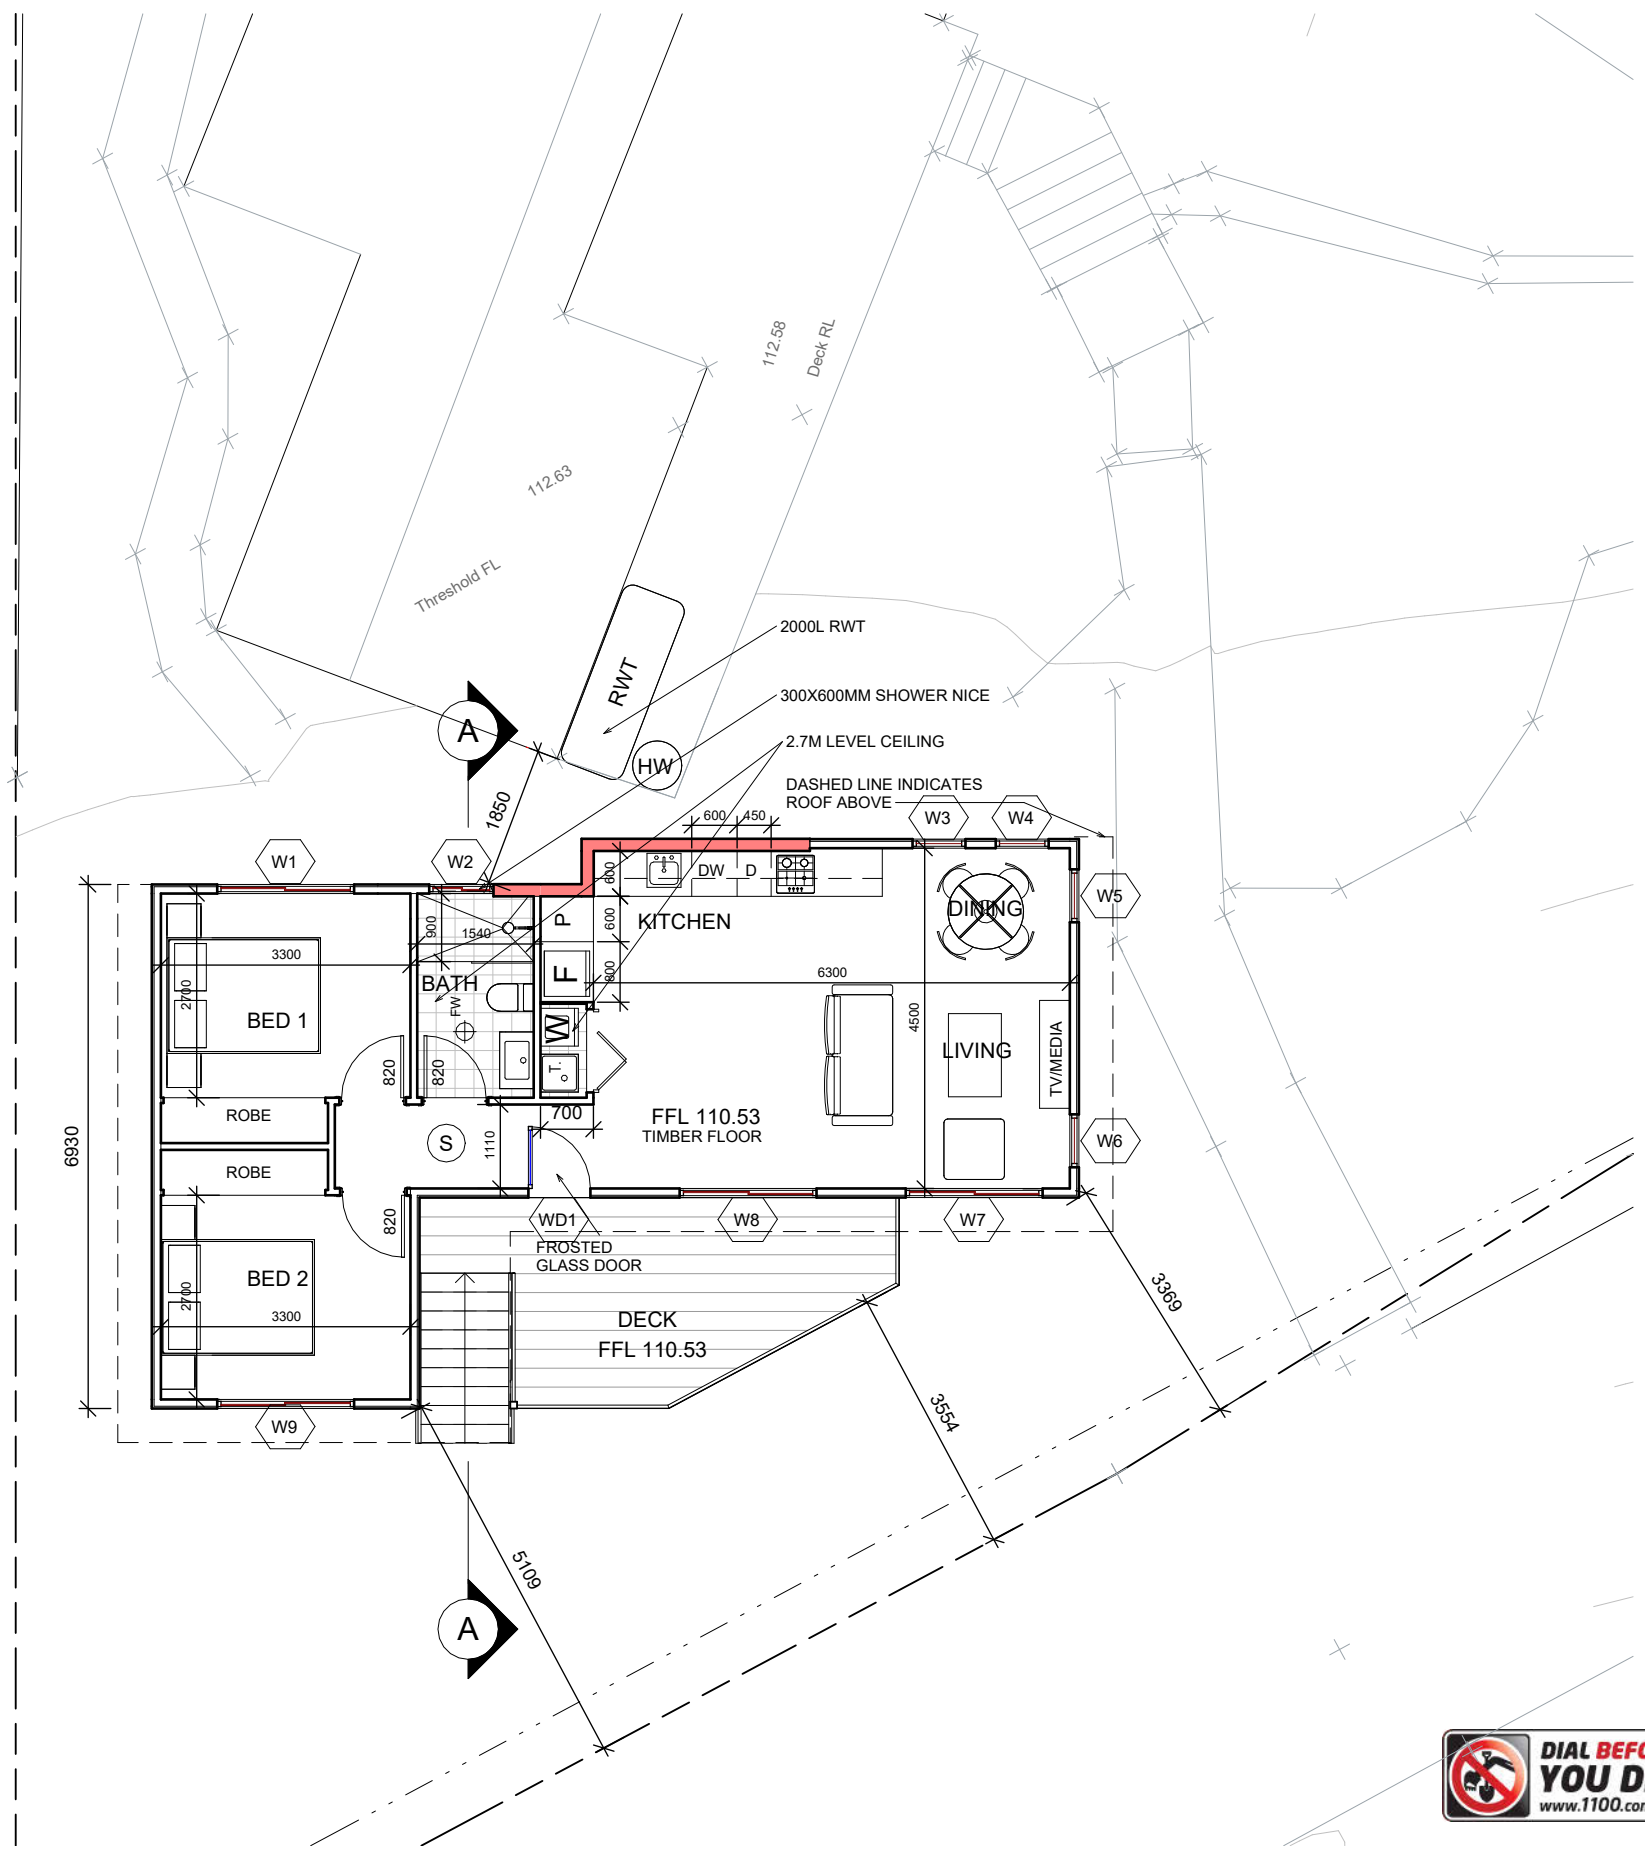 112.58
Deck RL
112.63
Threshold FL
2000L RWT
RWT
300X600MM SHOWER NICE
A
2.7M LEVEL CEILING
HW
DASHED LINE INDICATES
ROOF ABOVE
1850
600
450
W3
W4
W1
W2
600
DW
D
W5
P
600
KITCHEN
DINING
900
1540
3300
800
6300
F
BATH
2700
FW
4500
BED 1
W
LIVING
TV/MEDIA
820
820
T.
ROBE
700
FFL 110.53
TIMBER FLOOR
6930
S
1110
W6
ROBE
820
WD1
W8
W7
FROSTED
GLASS DOOR
BED 2
2700
3300
DECK
FFL 110.53
3369
W9
3554
5109
A
DIAL BEFO
YOU D
www.1100.com